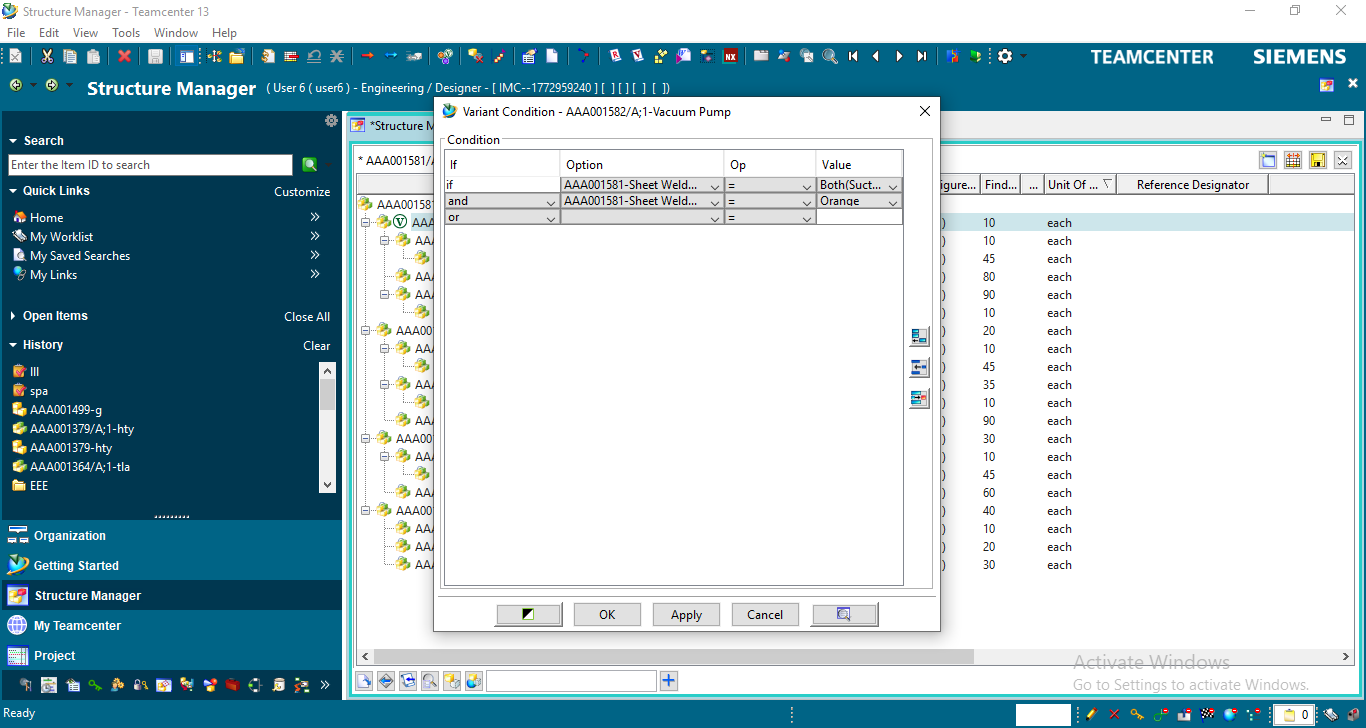 Structure Manager - Teamcenter 13
File Edit View Tools Window Help
TEAMCENTER SIEMENS
Structure Manager ( User 6 ( user6 ) - Engineering / Designer - [ IMC--1772959240 ] [ ] [ ] [ ] [ ])
Search
Enter the Item ID to search
Quick Links Customize
Home
My Worklist
My Saved Searches
My Links
Open Items Close All
History Clear
lll
spa
AAA001499-g
AAA001379/A;1-hty
AAA001379-hty
AAA001364/A;1-tla
EEE
Organization
Getting Started
Structure Manager
My Teamcenter
Project
Ready
*Structure M
* AAA001581/
igure... Find... ... Unit Of ... Reference Designator
AAA001581
V AAA ) 10 each
AAA ) 10 each
AAA ) 45 each
AAA ) 80 each
AAA ) 90 each
AAA ) 10 each
AAA00 ) 20 each
AAA ) 10 each
AAA ) 45 each
AAA ) 35 each
AAA ) 10 each
AAA ) 90 each
AAA00 ) 30 each
AAA ) 10 each
AAA ) 45 each
AAA ) 60 each
AAA00 ) 40 each
AAA ) 10 each
AAA ) 20 each
AAA ) 30 each
Variant Condition - AAA001582/A;1-Vacuum Pump
Condition
If Option Op Value
if AAA001581-Sheet Weld... = Both(Suct...
and AAA001581-Sheet Weld... = Orange
or =
OK Apply Cancel
Activate Windows
Go to Settings to activate Windows.
0